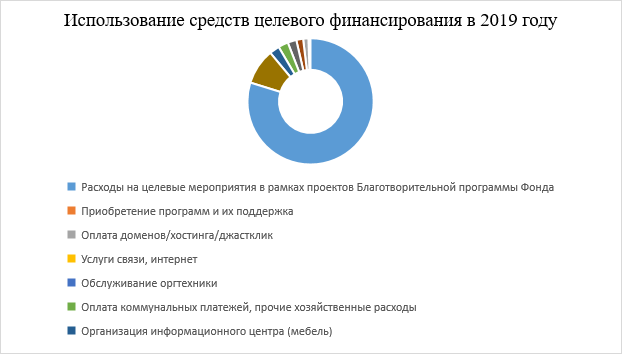 Использование средств целевого финансирования в 2019 году
Расходы на целевые мероприятия в рамках проектов Благотворительной программы Фонда
Приобретение программ и их поддержка
Оплата доменов/хостинга/джастклик
Услуги связи, интернет
Обслуживание оргтехники
Оплата коммунальных платежей, прочие хозяйственные расходы
Организация информационного центра (мебель)